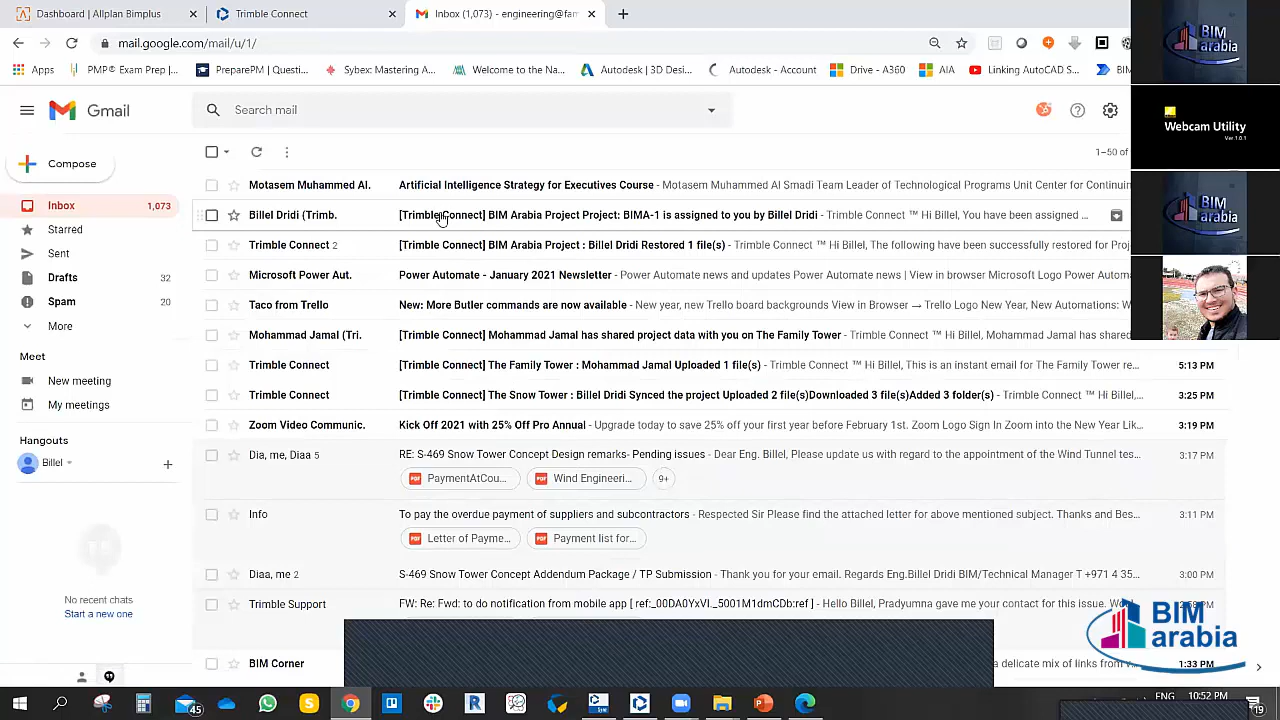 Dashboard | Allplan Bimplus
Trimble Connect
Inbox (1,073) - engineering@fam
mail.google.com/mail/u/1/
Apps
PMP® Exam Prep |
PreparePM | Questi...
Sybex: Mastering A...
Welcome to the Na...
Autodesk | 3D Desi...
Autodesk - Account
Drive - A360
AIA
Linking AutoCAD S...
BIM
Gmail
Search mail
1–50 of
Compose
Inbox 1,073
Starred
Sent
Drafts 32
Spam 20
More
Meet
New meeting
My meetings
Hangouts
Billel
No recent chats
Start a new one
Motasem Muhammed Al. Artificial Intelligence Strategy for Executives Course - Motasem Muhammed Al Smadi Team Leader of Technological Programs Unit Center for Continuin
Billel Dridi (Trimb. [Trimble Connect] BIM Arabia Project Project: BIMA-1 is assigned to you by Billel Dridi - Trimble Connect ™ Hi Billel, You have been assigned ...
Trimble Connect 2 [Trimble Connect] BIM Arabia Project : Billel Dridi Restored 1 file(s) - Trimble Connect ™ Hi Billel, The following have been successfully restored for Proj
Microsoft Power Aut. Power Automate - January 2021 Newsletter - Power Automate news and updates Power Automate news | View in browser Microsoft Logo Power Autom
Taco from Trello New: More Butler commands are now available - New year, new Trello board backgrounds View in Browser → Trello Logo New Year, New Automations: W
Mohammad Jamal (Tri. [Trimble Connect] Mohammad Jamal has shared project data with you on The Family Tower - Trimble Connect ™ Hi Billel, Mohammad Jamal has shared
Trimble Connect [Trimble Connect] The Family Tower : Mohammad Jamal Uploaded 1 file(s) - Trimble Connect ™ Hi Billel, This is an instant email for The Family Tower re... 5:13 PM
Trimble Connect [Trimble Connect] The Snow Tower : Billel Dridi Synced the project Uploaded 2 file(s)Downloaded 3 file(s)Added 3 folder(s) - Trimble Connect ™ Hi Billel,... 3:25 PM
Zoom Video Communic. Kick Off 2021 with 25% Off Pro Annual - Upgrade today to save 25% off your first year before February 1st. Zoom Logo Sign In Zoom into the New Year Lik... 3:19 PM
Dia, me, Diaa 5 RE: S-469 Snow Tower Concept Design remarks- Pending issues - Dear Eng. Billel, Please update us with regard to the appointment of the Wind Tunnel tes... 3:17 PM
PaymentAtCou...
Wind Engineeri...
9+
Info To pay the overdue payment of suppliers and subcontractors - Respected Sir Please find the attached letter for above mentioned subject. Thanks and Bes... 3:11 PM
Letter of Payme...
Payment list for...
Diaa, me 2 S-469 Snow Tower Concept Addendum Package / TP Submission - Thank you for your email. Regards Eng.Billel Dridi BIM/Technical Manager T +971 4 35... 3:00 PM
Trimble Support FW: Re: Fwd: to do notification from mobile app [ ref:_00DA0YxVI._5001M1dmCDb:ref ] - Hello Billel, Pradyumna gave me your contact for this issue.
BIM Corner a delicate mix of links from 1:33 PM
BIM
arabia
Webcam Utility
Ver.1.0.1
BIM
arabia
BIM
arabia
45
ENG 10:52 PM
19